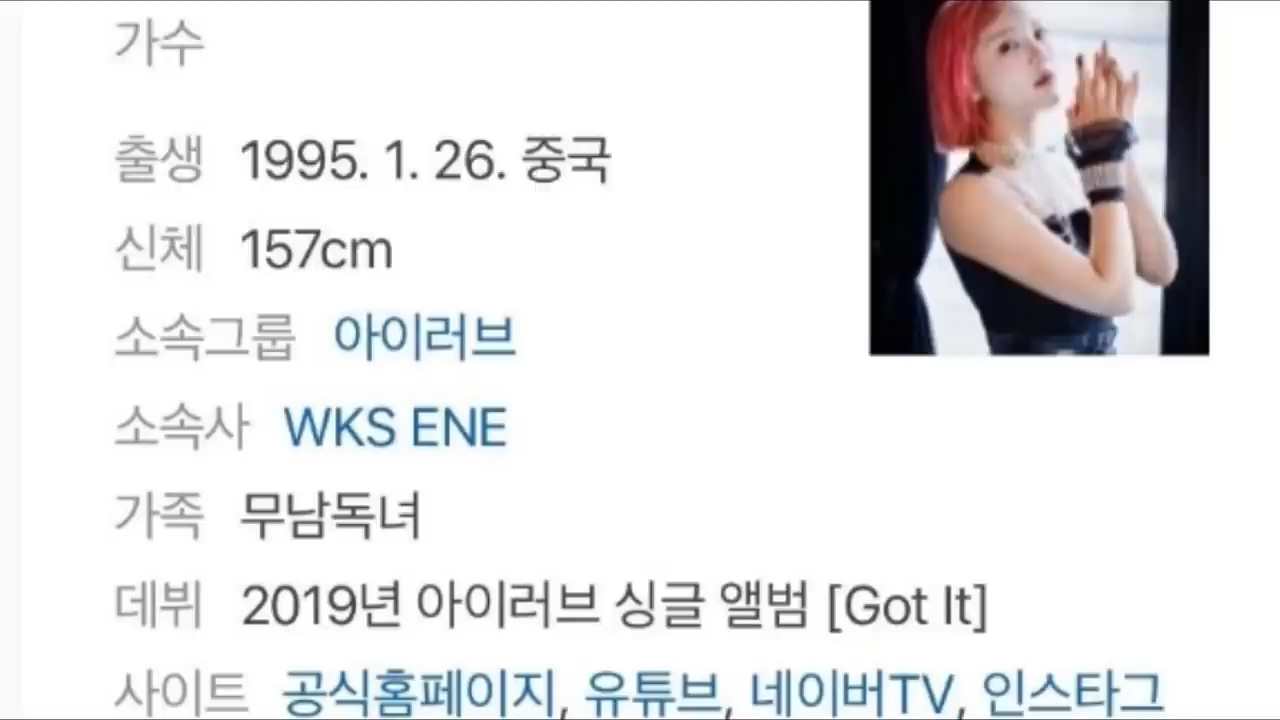 가수
출생 1995. 1. 26. 중국
신체 157cm
소속그룹 아이러브
소속사 WKS ENE
가족 무남독녀
데뷔 2019년 아이러브 싱글 앨범 [Got It]
사이트 공식홈페이지, 유튜브, 네이버TV, 인스타그